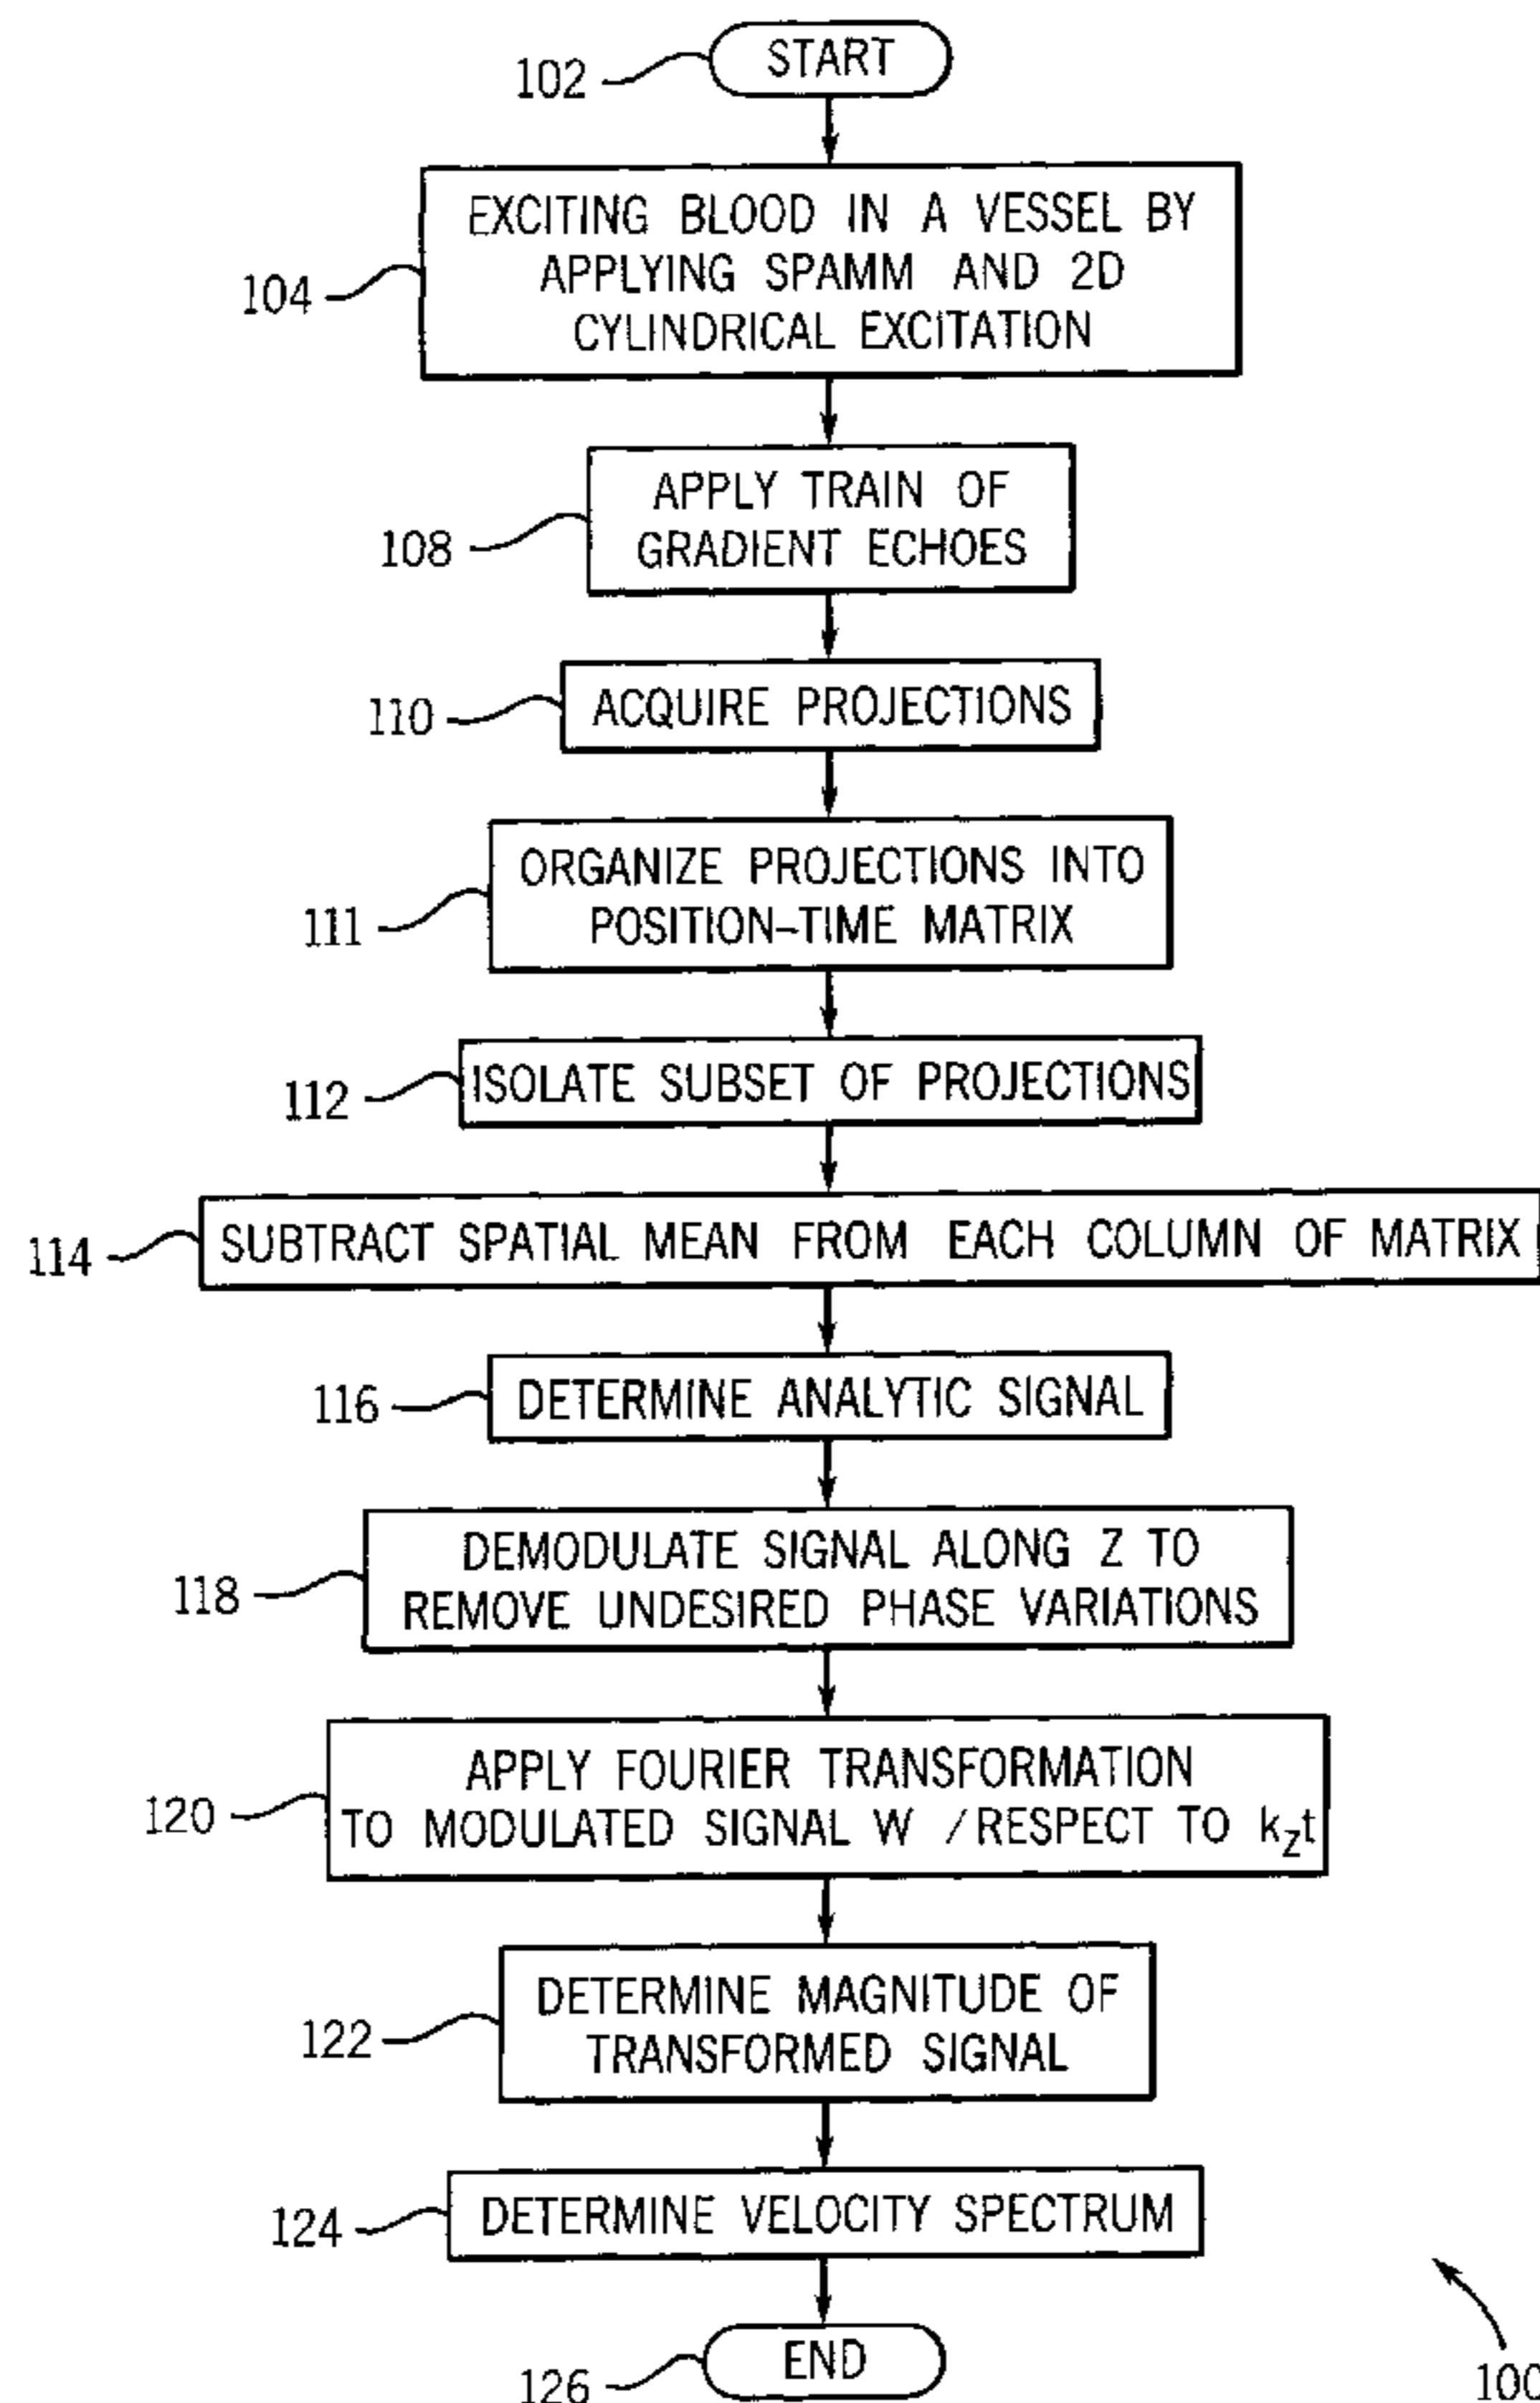 102
START
104
EXCITING BLOOD IN A VESSEL BY
APPLYING SPAMM AND 2D
CYLINDRICAL EXCITATION
108
APPLY TRAIN OF
GRADIENT ECHOES
110
ACQUIRE PROJECTIONS
111
ORGANIZE PROJECTIONS INTO
POSITION-TIME MATRIX
112
ISOLATE SUBSET OF PROJECTIONS
114
SUBTRACT SPATIAL MEAN FROM EACH COLUMN OF MATRIX
116
DETERMINE ANALYTIC SIGNAL
118
DEMODULATE SIGNAL ALONG Z TO
REMOVE UNDESIRED PHASE VARIATIONS
120
APPLY FOURIER TRANSFORMATION
TO MODULATED SIGNAL W /RESPECT TO kzt
122
DETERMINE MAGNITUDE OF
TRANSFORMED SIGNAL
124
DETERMINE VELOCITY SPECTRUM
126
END
100